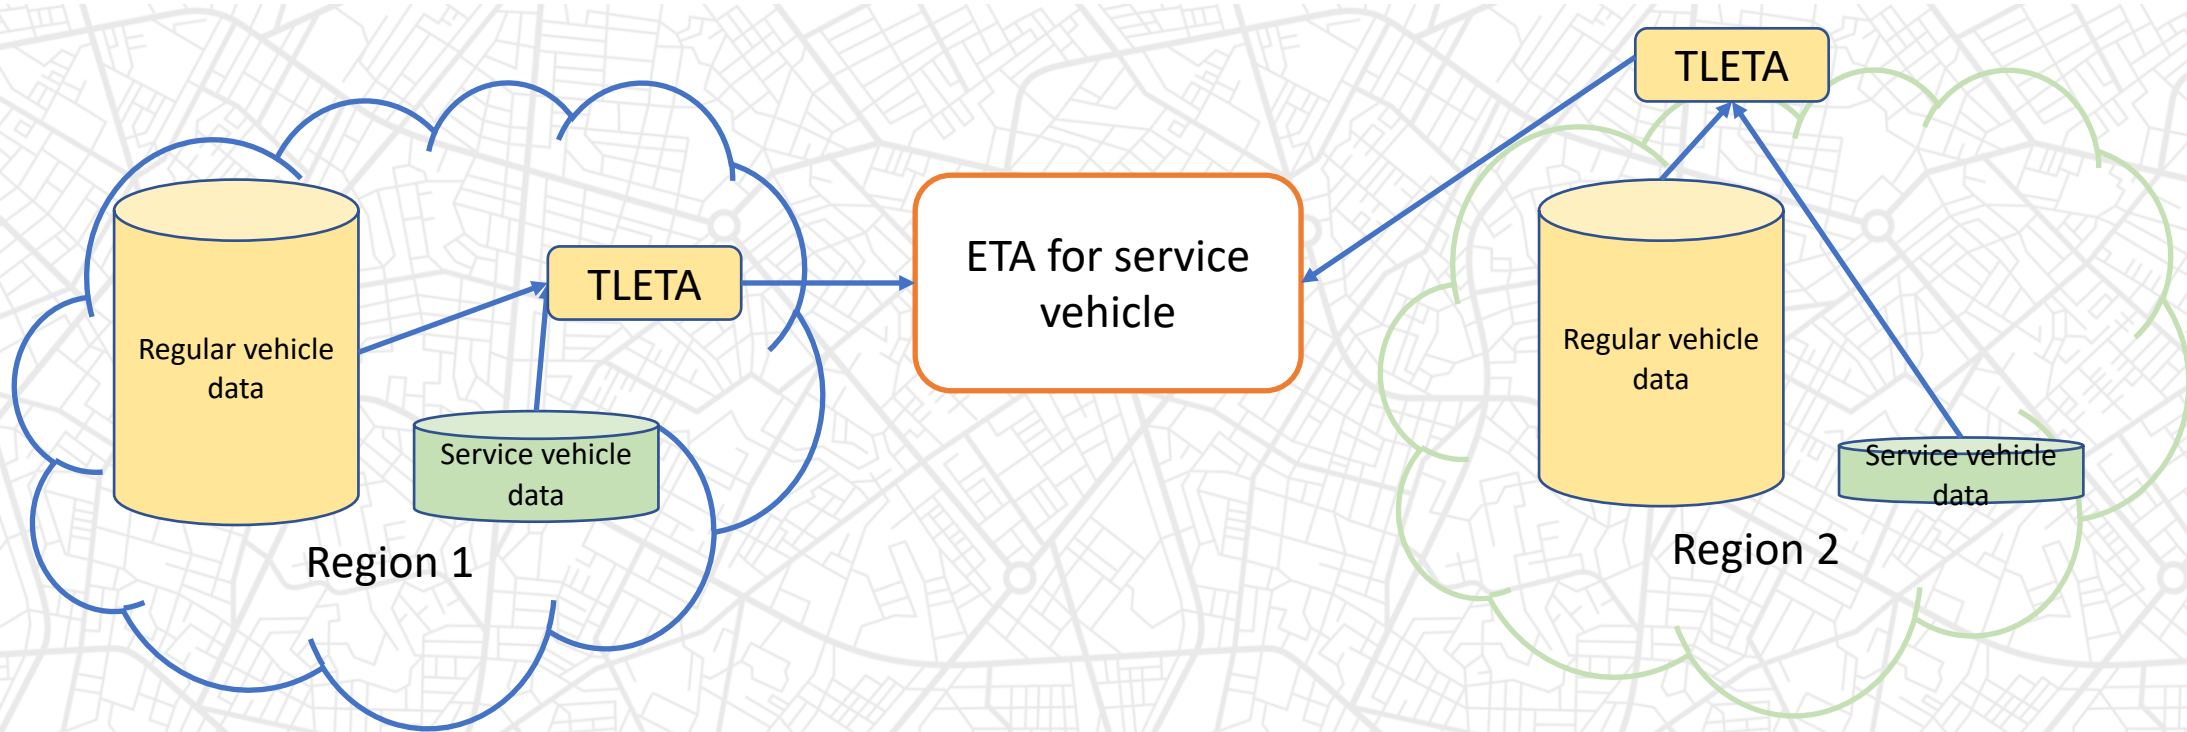 TLETA
Regular vehicle
data
Service vehicle
data
Region 1
ETA for service
vehicle
TLETA
Regular vehicle
data
Service vehicle
data
Region 2